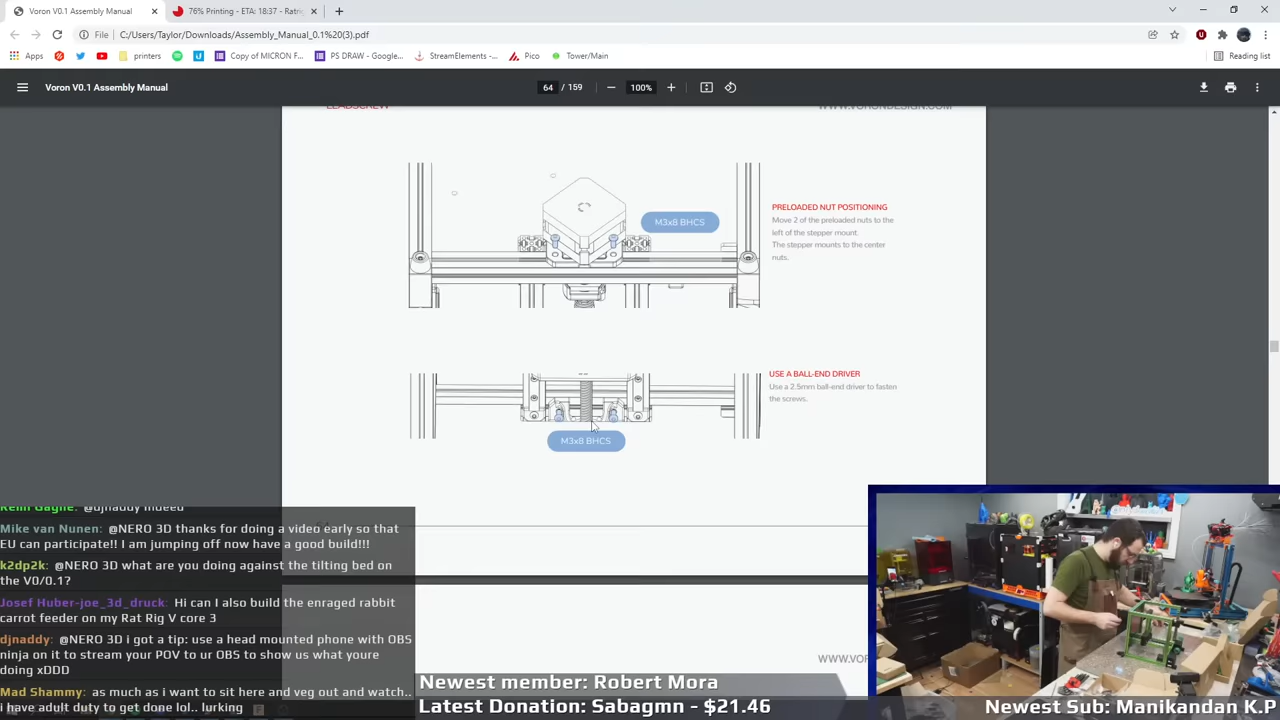 Voron V0.1 Assembly Manual
76% Printing - ETA: 18:37 - Ratrig
File
C:/Users/Taylor/Downloads/Assembly_Manual_0.1%20(3).pdf
Apps
printers
Copy of MICRON F...
PS DRAW - Google...
StreamElements - ...
Pico
Tower/Main
Reading list
Voron V0.1 Assembly Manual
64 / 159
100%
LEADSCREW
WWW.VORONDESIGN.COM
M3x8 BHCS
PRELOADED NUT POSITIONING
Move 2 of the preloaded nuts to the
left of the stepper mount.
The stepper mounts to the center
nuts.
USE A BALL-END DRIVER
Use a 2.5mm ball-end driver to fasten
the screws.
M3x8 BHCS
@djnaddy indeed
Mike van Nunen: @NERO 3D thanks for doing a video early so that
EU can participate!! I am jumping off now have a good build!!!
k2dp2k: @NERO 3D what are you doing against the tilting bed on
the V0/0.1?
Josef Huber-joe_3d_druck: Hi can I also build the enraged rabbit
carrot feeder on my Rat Rig V core 3
djnaddy: @NERO 3D i got a tip: use a head mounted phone with OBS
ninja on it to stream your POV to ur OBS to show us what youre
doing xDDD
Mad Shammy: as much as i want to sit here and veg out and watch..
i have adult duty to get done lol.. lurking
WWW.VO
Newest member: Robert Mora
Latest Donation: Sabagmn - $21.46
Newest Sub: Manikandan K.P